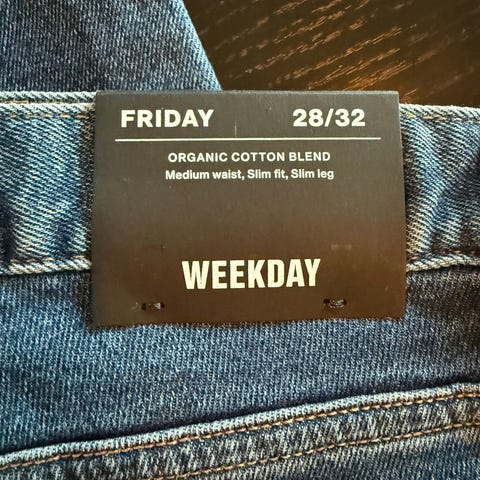 FRIDAY 28/32
ORGANIC COTTON BLEND
Medium waist, Slim fit, Slim leg
WEEKDAY